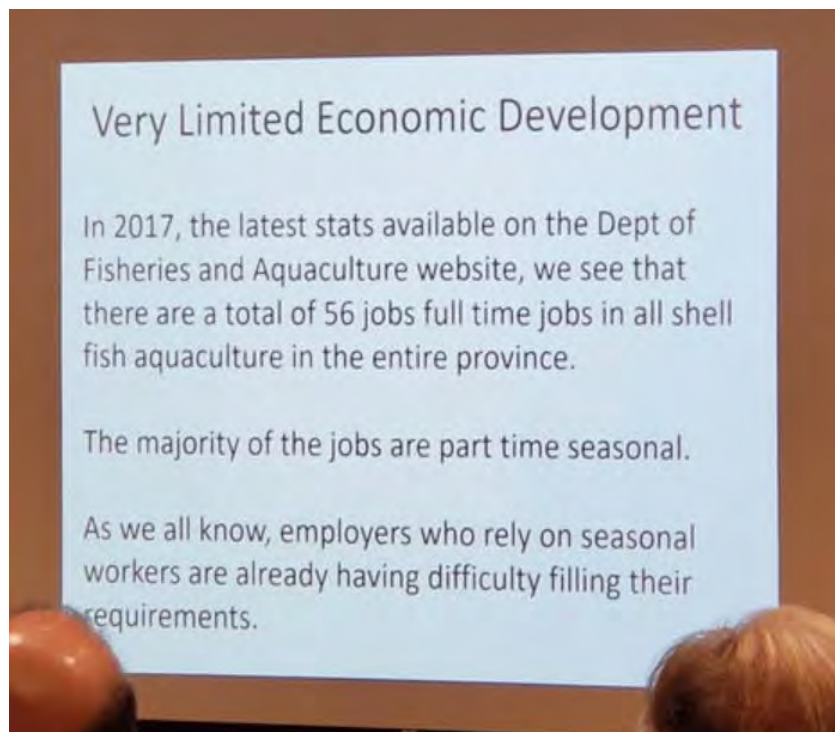 Very Limited Economic Development
In 2017, the latest stats available on the Dept of
Fisheries and Aquaculture website, we see that
there are a total of 56 jobs full time jobs in all shell
fish aquaculture in the entire province.
The majority of the jobs are part time seasonal.
As we all know, employers who rely on seasonal
workers are already having difficulty filling their
requirements.